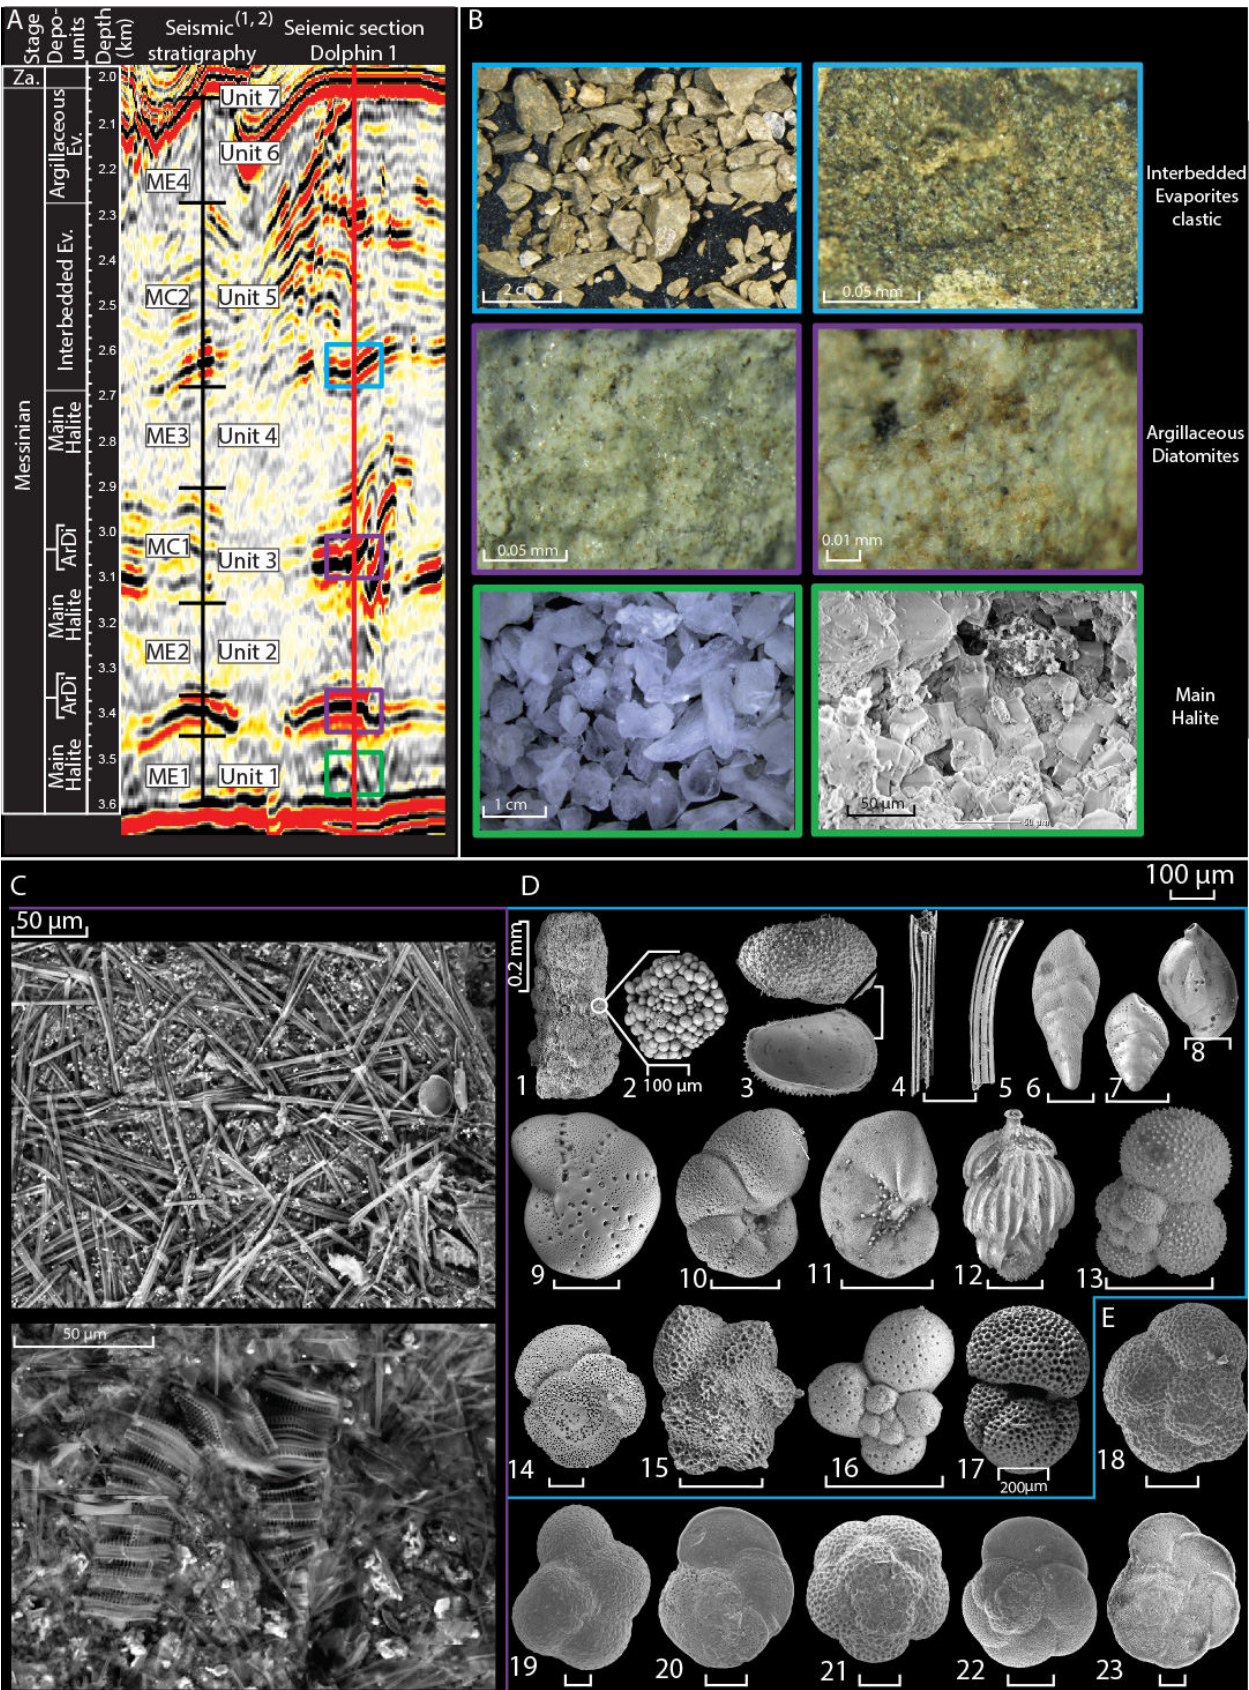 A
Stage
Depo-
units
Depth
(km)
Seismic(1, 2)
stratigraphy
Seiemic section
Dolphin 1
Za.
Messinian
Argillaceous
Ev.
Interbedded Ev.
Main
Halite
ArDi
Main
Halite
ArDi
Main
Halite
2.0
2.1
2.2
2.3
2.4
2.5
2.6
2.7
2.8
2.9
3.0
3.1
3.2
3.3
3.4
3.5
3.6
Unit 7
Unit 6
ME4
MC2
Unit 5
ME3
Unit 4
MC1
Unit 3
ME2
Unit 2
ME1
Unit 1
B
2 cm
0.05 mm
Interbedded
Evaporites
clastic
0.05 mm
0.01 mm
Argillaceous
Diatomites
1 cm
50 µm
50 µm
Main
Halite
C
50 µm
50 µm
D
100 µm
0.2 mm
100 µm
1
2
3
4
5
6
7
8
9
10
11
12
13
14
15
16
17
200µm
E
18
19
20
21
22
23